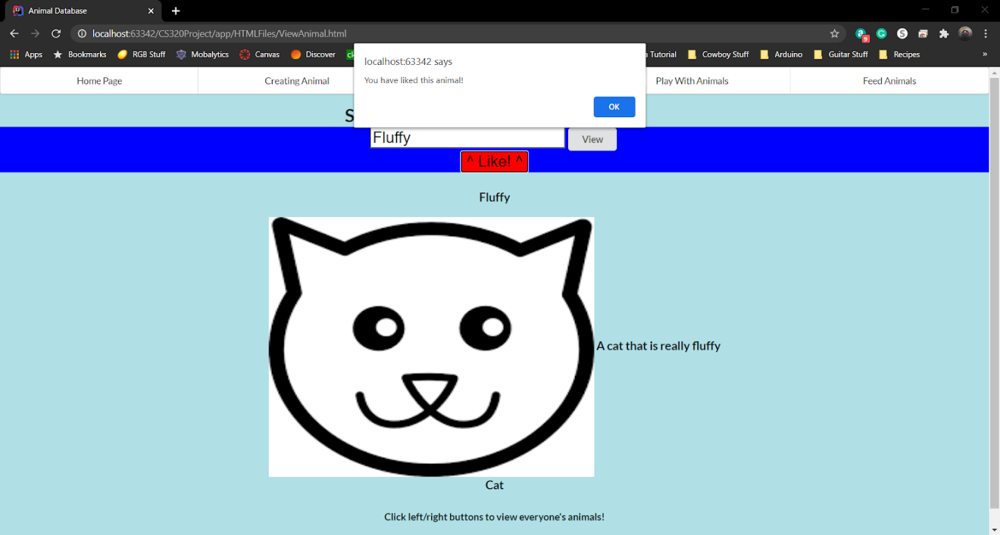 Animal Database
localhost:63342/CS320Project/app/HTMLFiles/ViewAnimal.html
9
Apps Bookmarks RGB Stuff Mobalytics Canvas Discover Tutorial Cowboy Stuff Arduino Guitar Stuff Recipes »
localhost:63342 says
You have liked this animal!
OK
Home Page Creating Animal Play With Animals Feed Animals
S
Fluffy View
^ Like! ^
Fluffy
A cat that is really fluffy
Cat
Click left/right buttons to view everyone's animals!